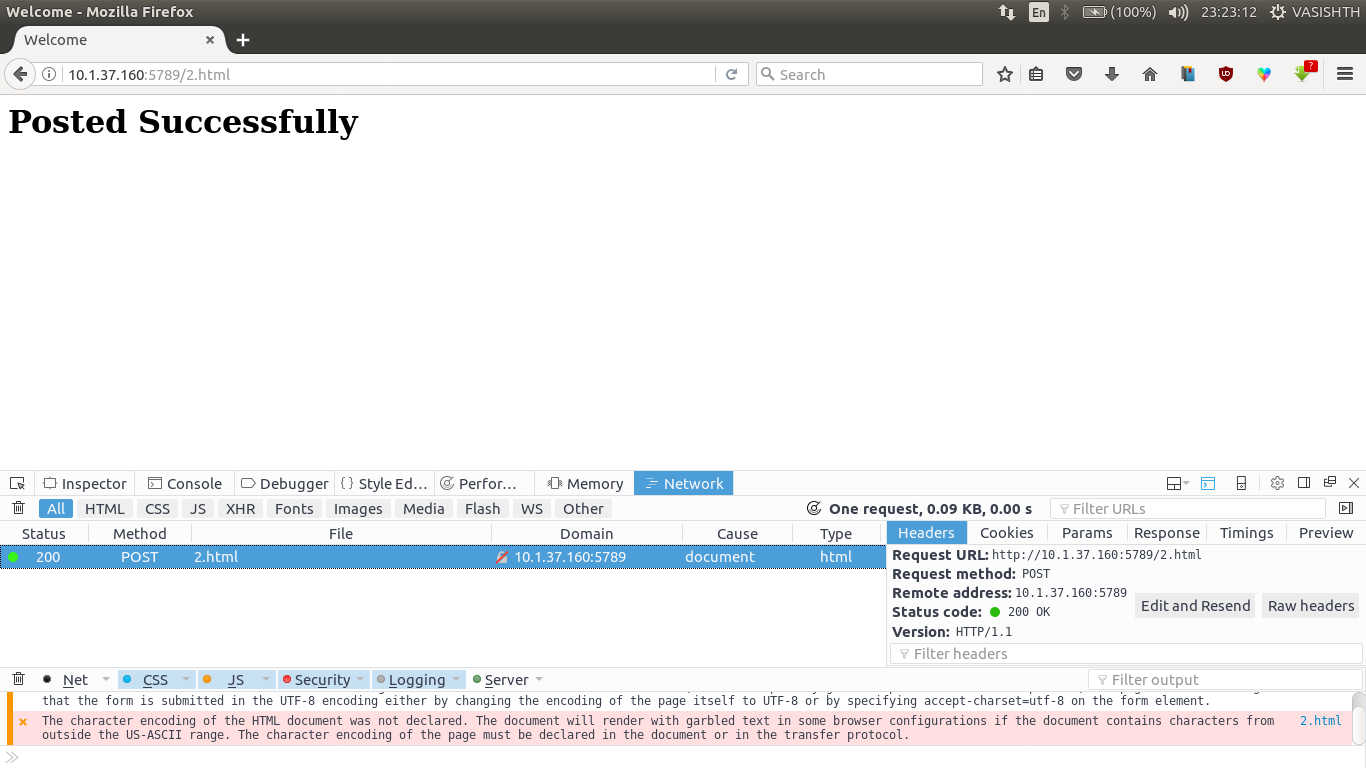 Welcome - Mozilla Firefox En (100%) 23:23:12 VASISHTH
Welcome
10.1.37.160:5789/2.html Search ?
Posted Successfully
Inspector Console Debugger Style Ed… Perfor… Memory Network
All HTML CSS JS XHR Fonts Images Media Flash WS Other One request, 0.09 KB, 0.00 s Filter URLs
Status Method File Domain Cause Type Headers Cookies Params Response Timings Preview
200 POST 2.html 10.1.37.160:5789 document html
Request URL: http://10.1.37.160:5789/2.html
Request method: POST
Remote address: 10.1.37.160:5789
Edit and Resend Raw headers
Status code: 200 OK
Version: HTTP/1.1
Filter headers
Net CSS JS Security Logging Server Filter output
that the form is submitted in the UTF-8 encoding either by changing the encoding of the page itself to UTF-8 or by specifying accept-charset=utf-8 on the form element.
The character encoding of the HTML document was not declared. The document will render with garbled text in some browser configurations if the document contains characters from 2.html
outside the US-ASCII range. The character encoding of the page must be declared in the document or in the transfer protocol.